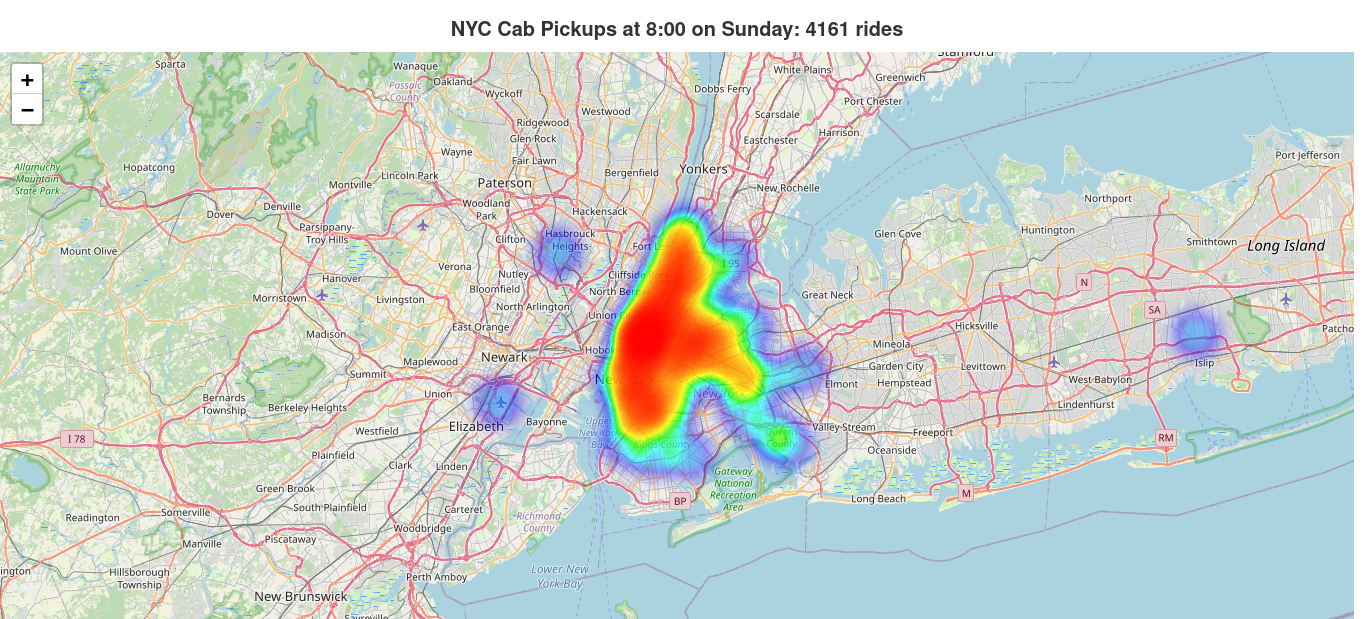 NYC Cab Pickups at 8:00 on Sunday: 4161 rides
+
−
Sparta
Wanaque
Oakland
Passaic
County
Wyckoff
Westwood
Dobbs Ferry
White Plains
Stamford
Greenwich
Port Chester
Scarsdale
Harrison
Eastchester
Ridgewood
Glen Rock
Fair Lawn
Bergenfield
Yonkers
New Rochelle
Port Jefferson
Allamuchy
Mountain
State Park
Hopatcong
Wayne
Lincoln Park
Montville
Paterson
Woodland
Park
Hackensack
Northport
Denville
Dover
Parsippany-
Troy Hills
Clifton
Hasbrouck
Heights
Fort Le
I 95
Glen Cove
Huntington
Smithtown
Long Island
Mount Olive
Verona
Nutley
Bloomfield
Cliffside
Hanover
Livingston
North Arlington
North Berg
Great Neck
N
SA
Morristown
Madison
East Orange
Union C
Hicksville
Patcho
Maplewood
Newark
Hobok
Mineola
Garden City
Levittown
Islip
Summit
Union
New York
New Yo
Elmont
Hempstead
West Babylon
Bernards
Township
Berkeley Heights
Elizabeth
Bayonne
Upper
New York
Bay
Kings County
Queens
County
Valley Stream
Freeport
Lindenhurst
I 78
Westfield
RM
Plainfield
Clark
Linden
Oceanside
Gateway
National
Recreation
Area
BP
Long Beach
M
Green Brook
South Plainfield
Carteret
Readington
Somerville
Richmond
County
Woodbridge
Manville
Piscataway
ington
Hillsborough
Township
Perth Amboy
Lower New
York Bay
New Brunswick
Sayreville